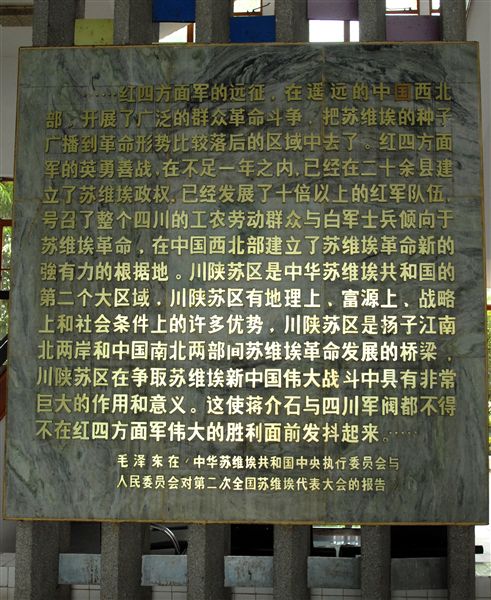 ……红四方面军的远征，在遥远的中国西北
部，开展了广泛的群众革命斗争，把苏维埃的种子
广播到革命形势比较落后的区域中去了。红四方面
军的英勇善战，在不足一年之内，已经在二十余县建
立了苏维埃政权，已经发展了十倍以上的红军队伍，
号召了整个四川的工农劳动群众与白军士兵倾向于
苏维埃革命，在中国西北部建立了苏维埃革命新的
強有力的根据地。川陕苏区是中华苏维埃共和国的
第二个大区域，川陕苏区有地理上、富源上、战略
上和社会条件上的许多优势，川陕苏区是扬子江南
北两岸和中国南北两部间苏维埃革命发展的桥梁，
川陕苏区在争取苏维埃新中国伟大战斗中具有非常
巨大的作用和意义。这使蒋介石与四川军阀都不得
不在红四方面军伟大的胜利面前发抖起来。……
毛泽东在《中华苏维埃共和国中央执行委员会与
人民委员会对第二次全国苏维埃代表大会的报告》